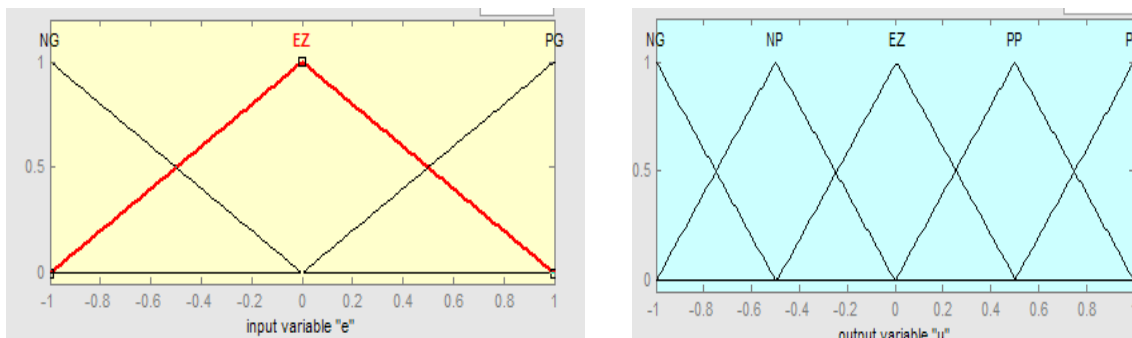 NG EZ PG
1
0.5
0
-1 -0.8 -0.6 -0.4 -0.2 0 0.2 0.4 0.6 0.8 1
input variable "e"
NG NP EZ PP
1
0.5
0
-1 -0.8 -0.6 -0.4 -0.2 0 0.2 0.4 0.6 0.8
output variable "u"